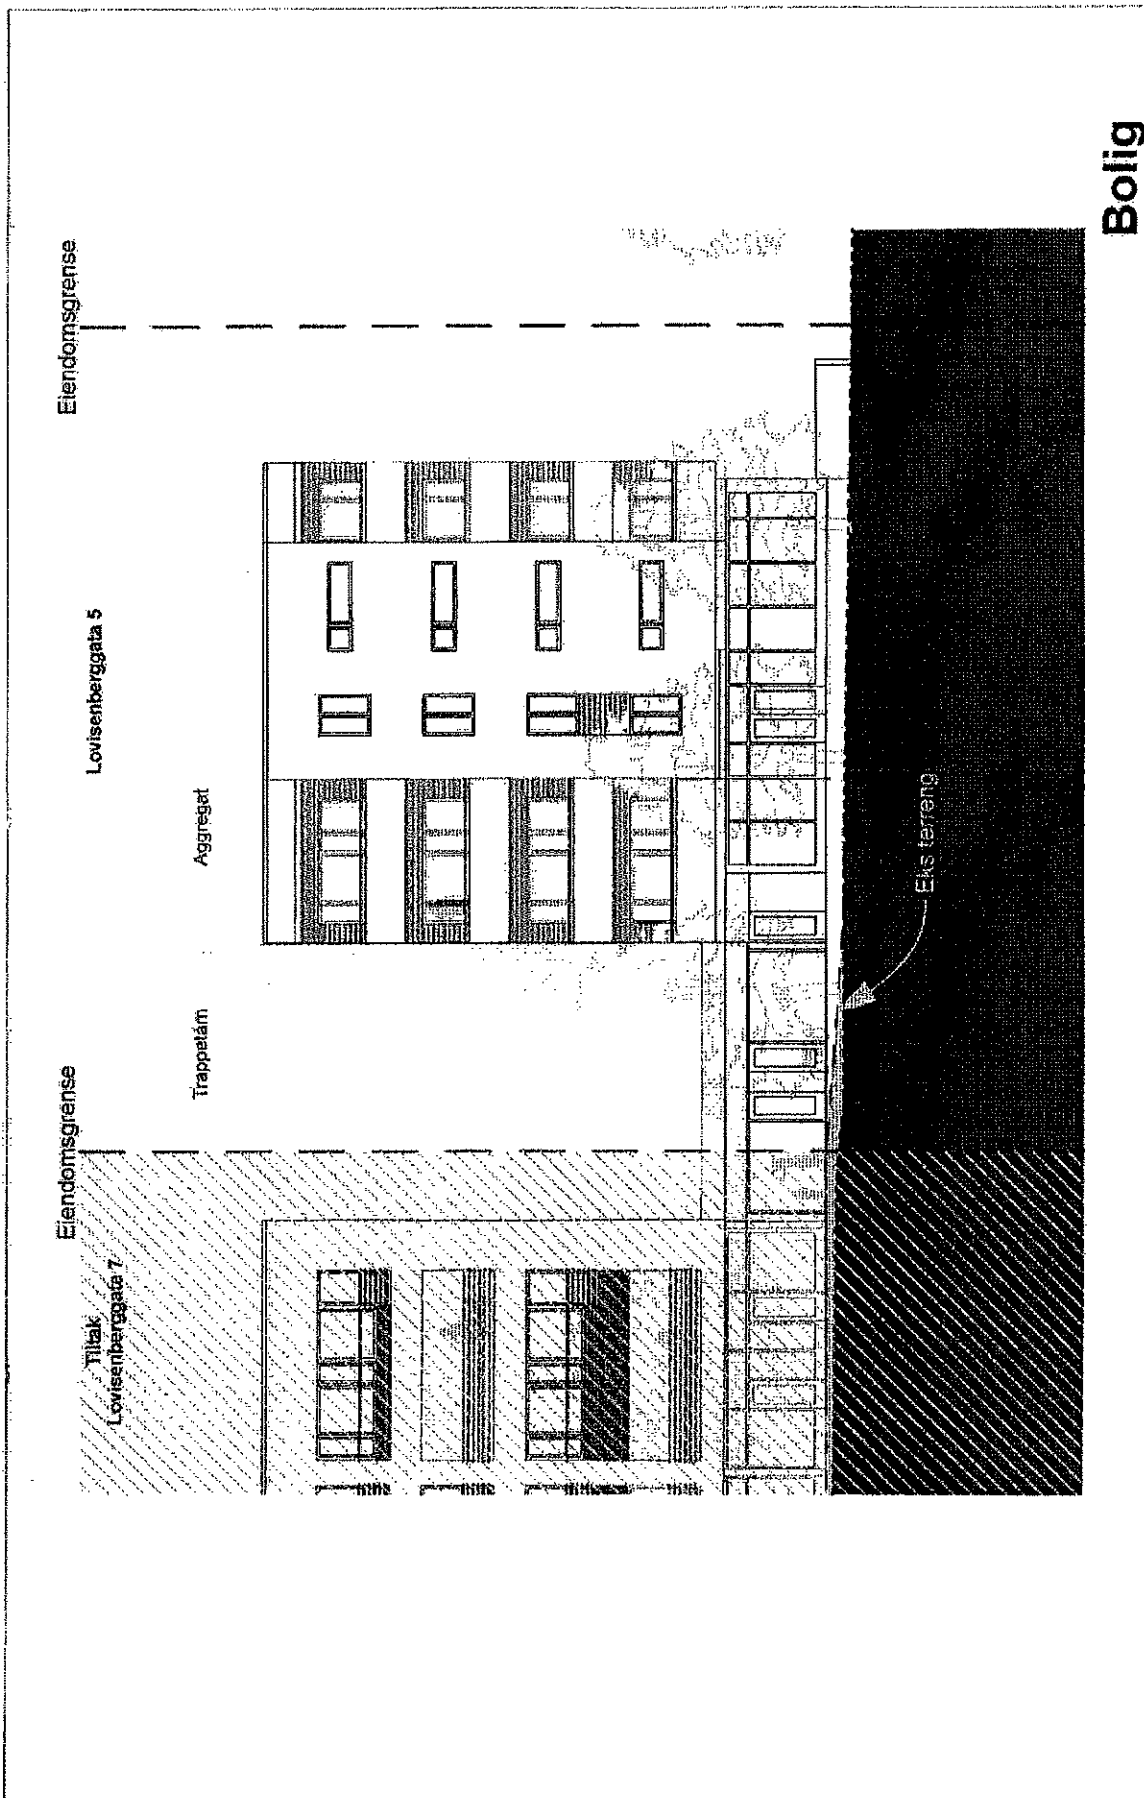 Eiendomsgrense
Eiendomsgrense
Tiltak
Lovisenberggata 7
Lovisenberggata 5
Trappetårn
Aggregat
Eks terreng
Bolig